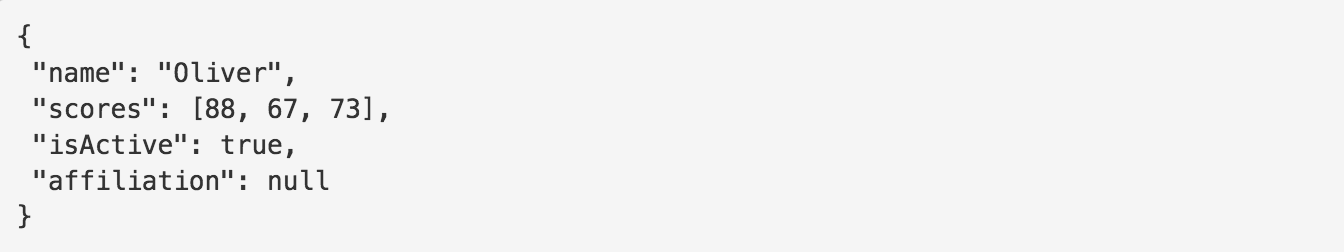 {
 "name": "Oliver",
 "scores": [88, 67, 73],
 "isActive": true,
 "affiliation": null
}